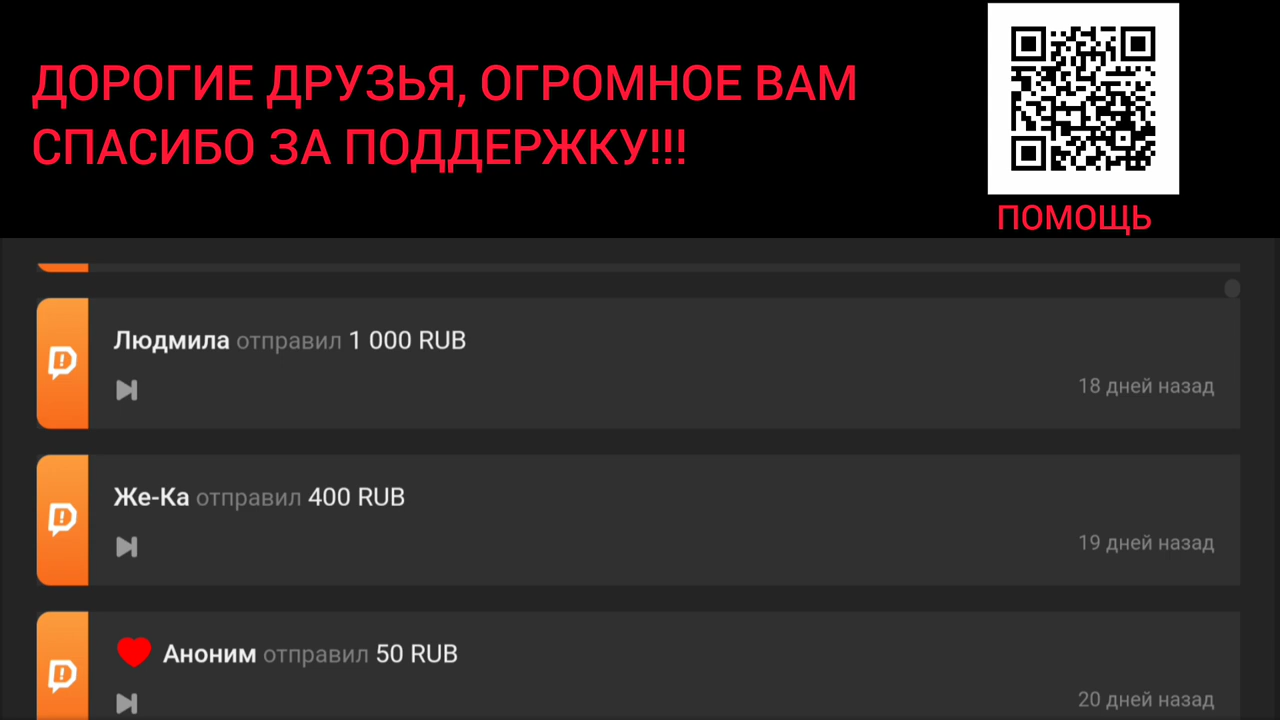 ДОРОГИЕ ДРУЗЬЯ, ОГРОМНОЕ ВАМ
СПАСИБО ЗА ПОДДЕРЖКУ!!!
ПОМОЩЬ
Людмила отправил 1 000 RUB
18 дней назад
Же-Ка отправил 400 RUB
19 дней назад
Аноним отправил 50 RUB
20 дней назад